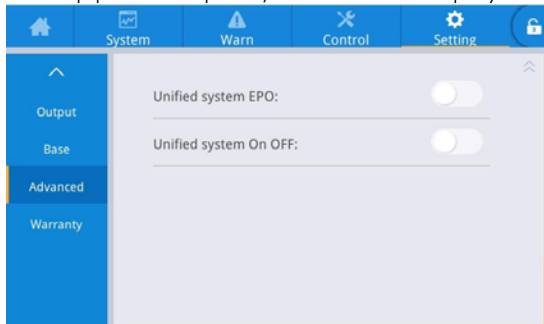 System
Warn
Control
Setting
Output
Base
Advanced
Warranty
Unified system EPO:
Unified system On OFF: